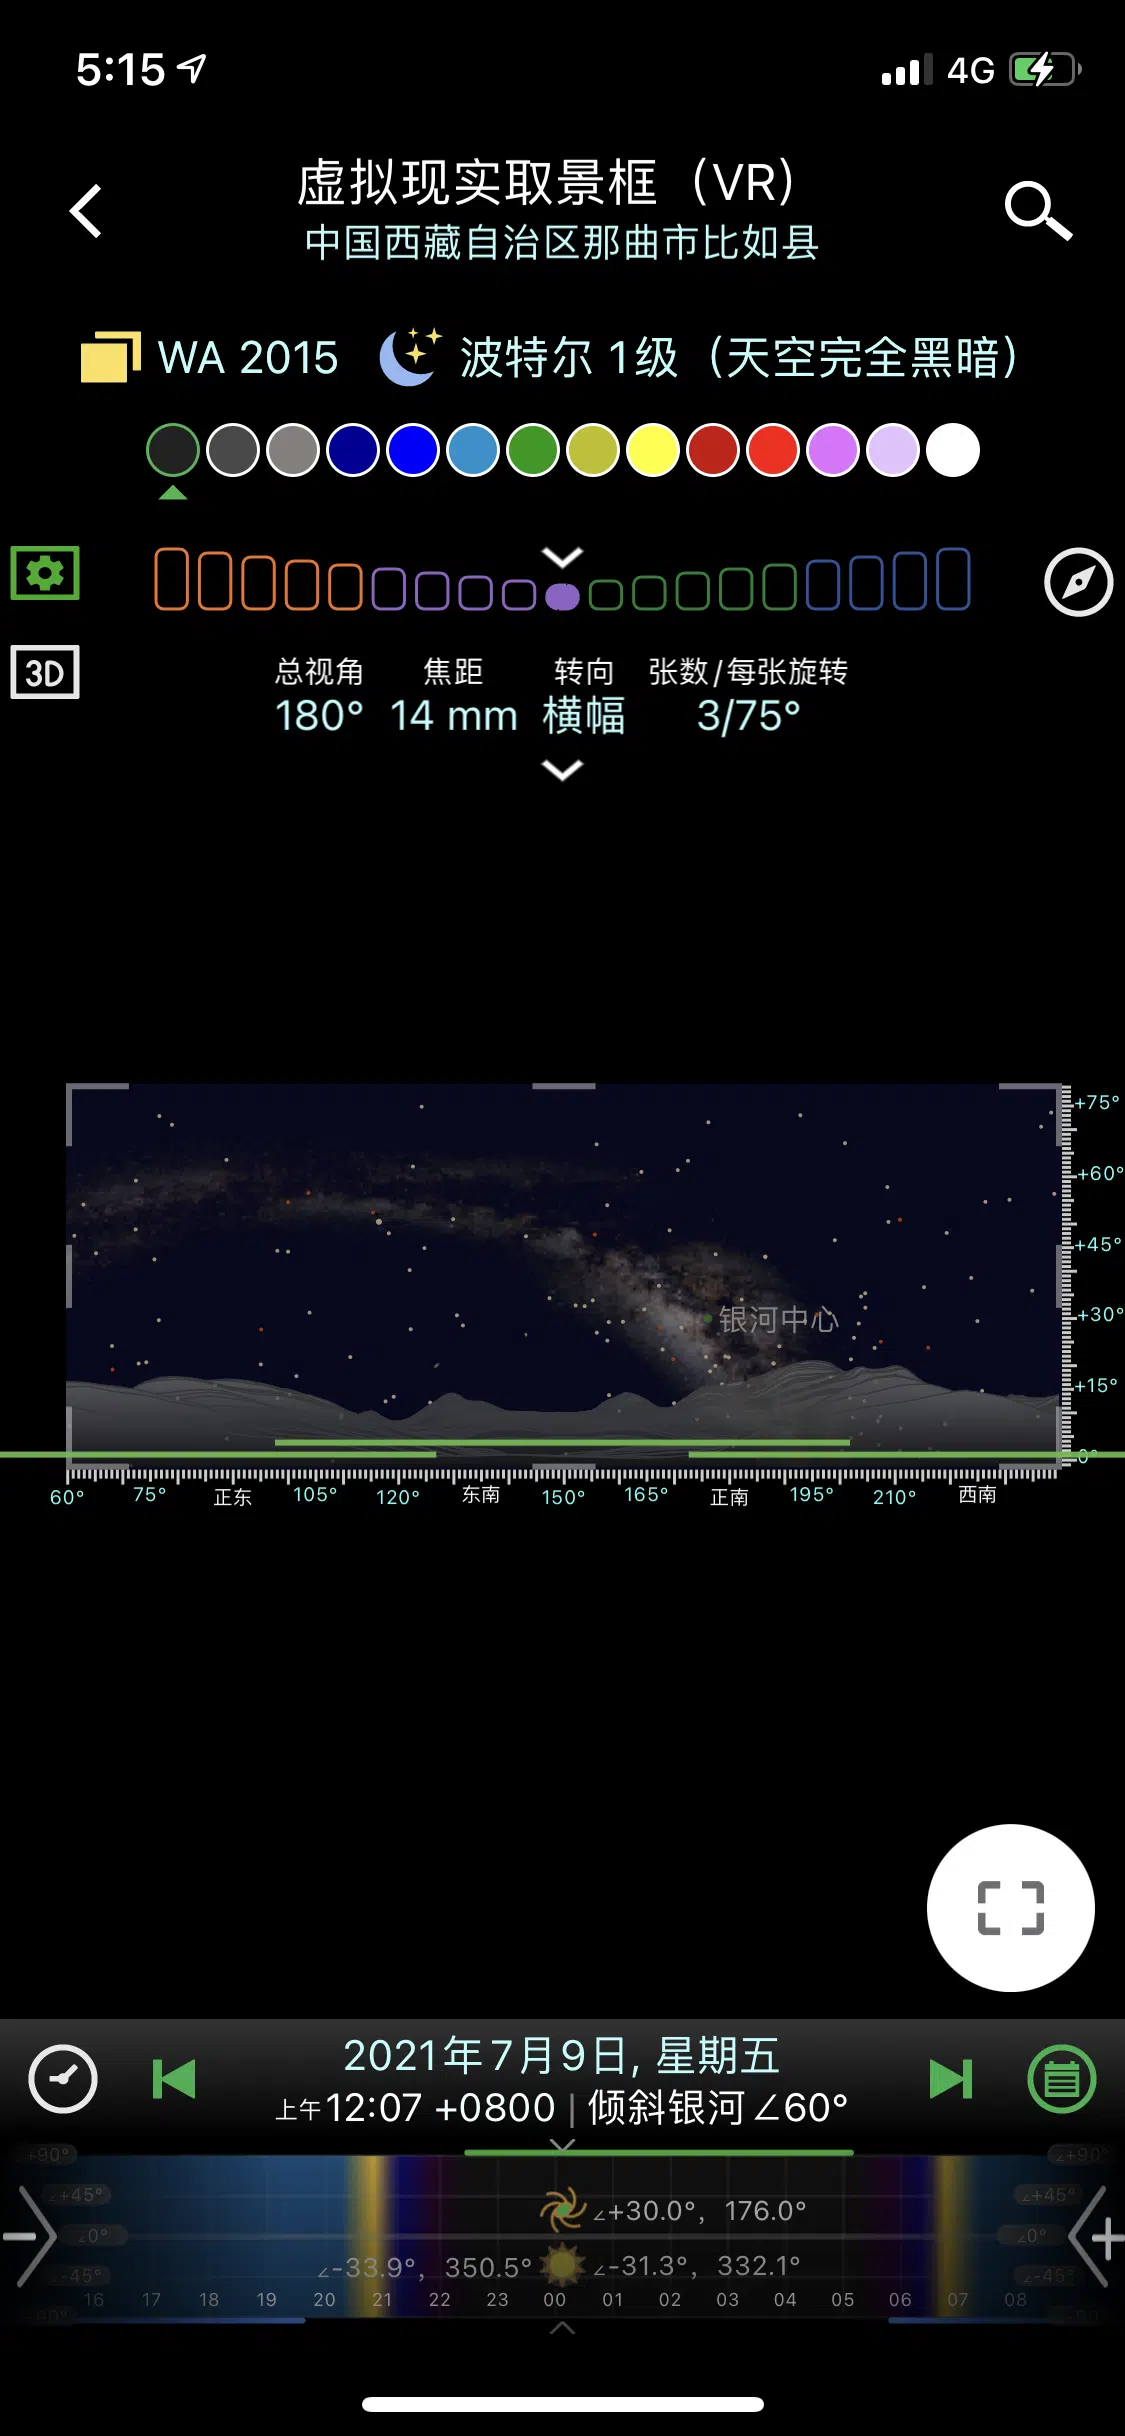 5:15
4G
虚拟现实取景框（VR）
中国西藏自治区那曲市比如县
WA 2015
波特尔 1级（天空完全黑暗）
3D
总视角 焦距 转向 张数/每张旋转
180° 14 mm 横幅 3/75°
+75°
+60°
+45°
+30°
银河中心
+15°
0°
60° 75° 正东 105° 120° 东南 150° 165° 正南 195° 210° 西南
2021年7月9日, 星期五
上午12:07 +0800 | 倾斜银河∠60°
+90° ∠+90°
∠+45° ∠+45°
∠+30.0°, 176.0°
∠0° ∠0°
∠-33.9°, 350.5° ∠-31.3°, 332.1°
∠-45° ∠-45°
16 17 18 19 20 21 22 23 00 01 02 03 04 05 06 07 08